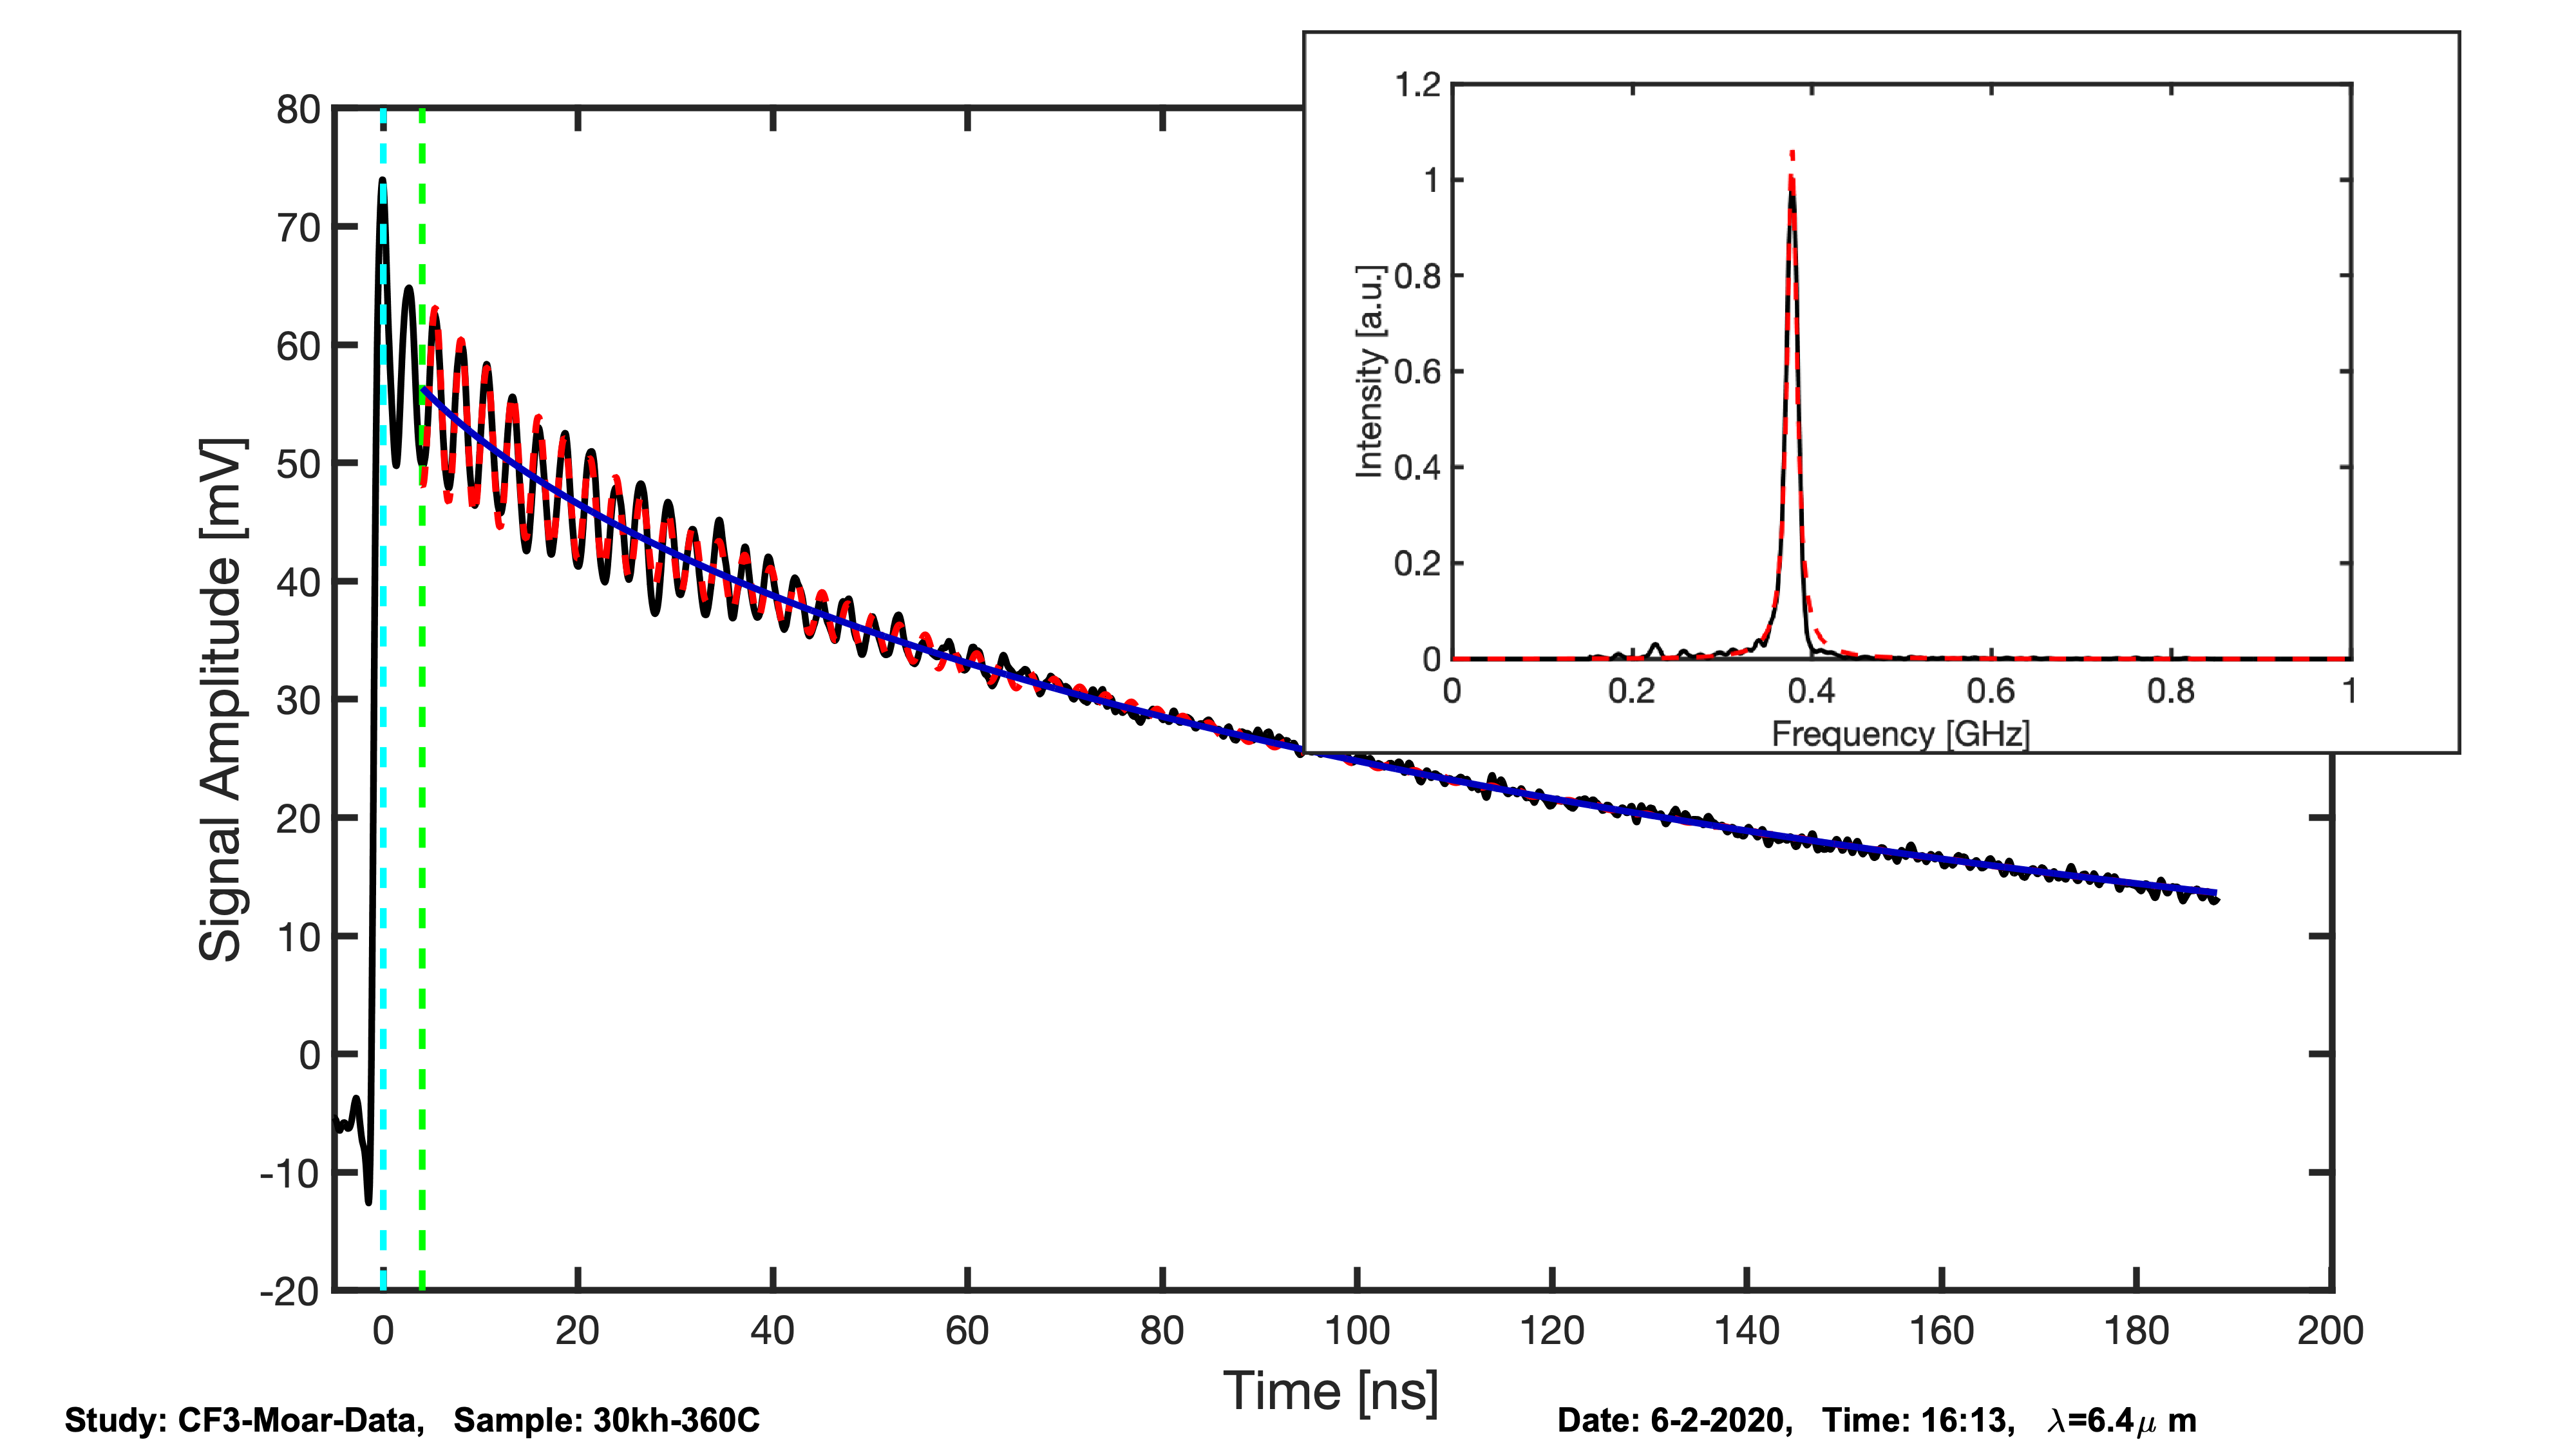 1.2
1
0.8
0.6
0.4
0.2
0
0 0.2 0.4 0.6 0.8 1
Intensity [a.u.]
Frequency [GHz]
80
70
60
50
40
30
20
10
0
-10
-20
Signal Amplitude [mV]
0 20 40 60 80 100 120 140 160 180 200
Time [ns]
Study: CF3-Moar-Data, Sample: 30kh-360C
Date: 6-2-2020, Time: 16:13, λ=6.4μ m